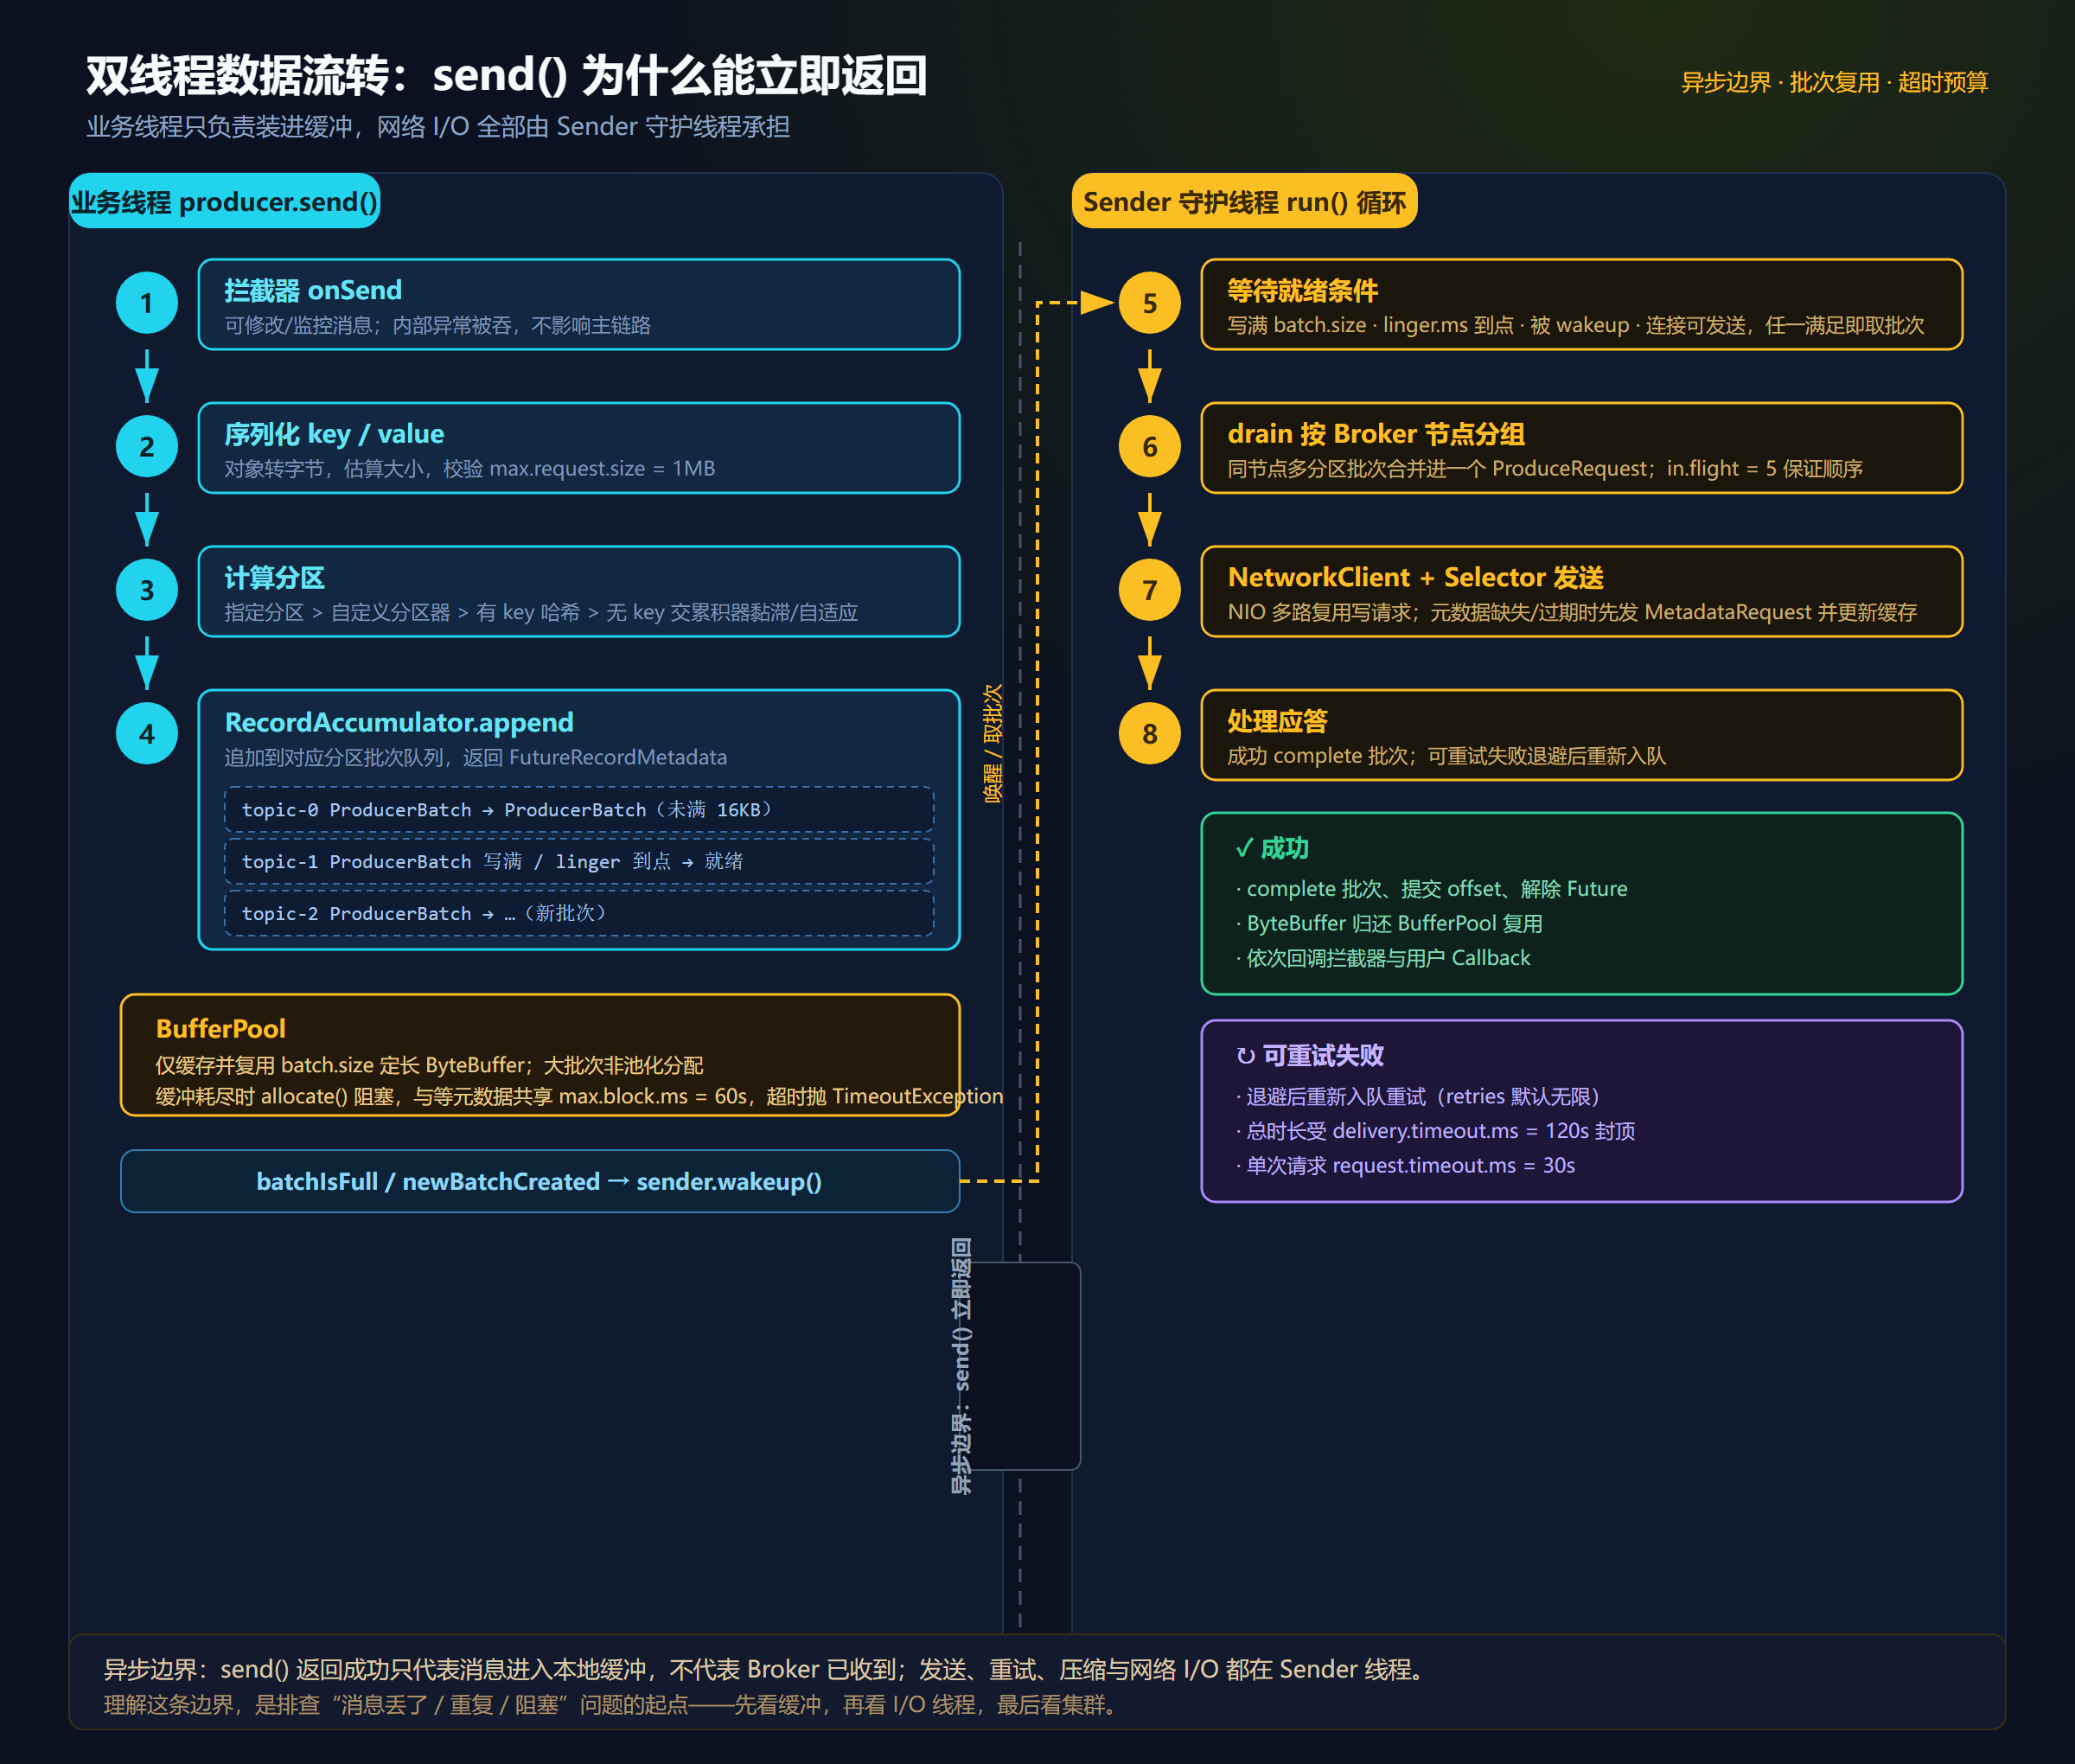 双线程数据流转：send() 为什么能立即返回
异步边界 · 批次复用 · 超时预算
业务线程只负责装进缓冲，网络 I/O 全部由 Sender 守护线程承担
业务线程 producer.send()
1
拦截器 onSend
可修改/监控消息；内部异常被吞，不影响主链路
2
序列化 key / value
对象转字节，估算大小，校验 max.request.size = 1MB
3
计算分区
指定分区 > 自定义分区器 > 有 key 哈希 > 无 key 交累积器黏滞/自适应
4
RecordAccumulator.append
追加到对应分区批次队列，返回 FutureRecordMetadata
topic-0 ProducerBatch → ProducerBatch（未满 16KB）
topic-1 ProducerBatch 写满 / linger 到点 → 就绪
topic-2 ProducerBatch → …（新批次）
BufferPool
仅缓存并复用 batch.size 定长 ByteBuffer；大批次非池化分配
缓冲耗尽时 allocate() 阻塞，与等元数据共享 max.block.ms = 60s，超时抛 TimeoutException
batchIsFull / newBatchCreated → sender.wakeup()
唤醒 / 取批次
异步边界：send() 立即返回
Sender 守护线程 run() 循环
5
等待就绪条件
写满 batch.size · linger.ms 到点 · 被 wakeup · 连接可发送，任一满足即取批次
6
drain 按 Broker 节点分组
同节点多分区批次合并进一个 ProduceRequest；in.flight = 5 保证顺序
7
NetworkClient + Selector 发送
NIO 多路复用写请求；元数据缺失/过期时先发 MetadataRequest 并更新缓存
8
处理应答
成功 complete 批次；可重试失败退避后重新入队
✓ 成功
· complete 批次、提交 offset、解除 Future
· ByteBuffer 归还 BufferPool 复用
· 依次回调拦截器与用户 Callback
↻ 可重试失败
· 退避后重新入队重试（retries 默认无限）
· 总时长受 delivery.timeout.ms = 120s 封顶
· 单次请求 request.timeout.ms = 30s
异步边界：send() 返回成功只代表消息进入本地缓冲，不代表 Broker 已收到；发送、重试、压缩与网络 I/O 都在 Sender 线程。
理解这条边界，是排查“消息丢了 / 重复 / 阻塞”问题的起点——先看缓冲，再看 I/O 线程，最后看集群。